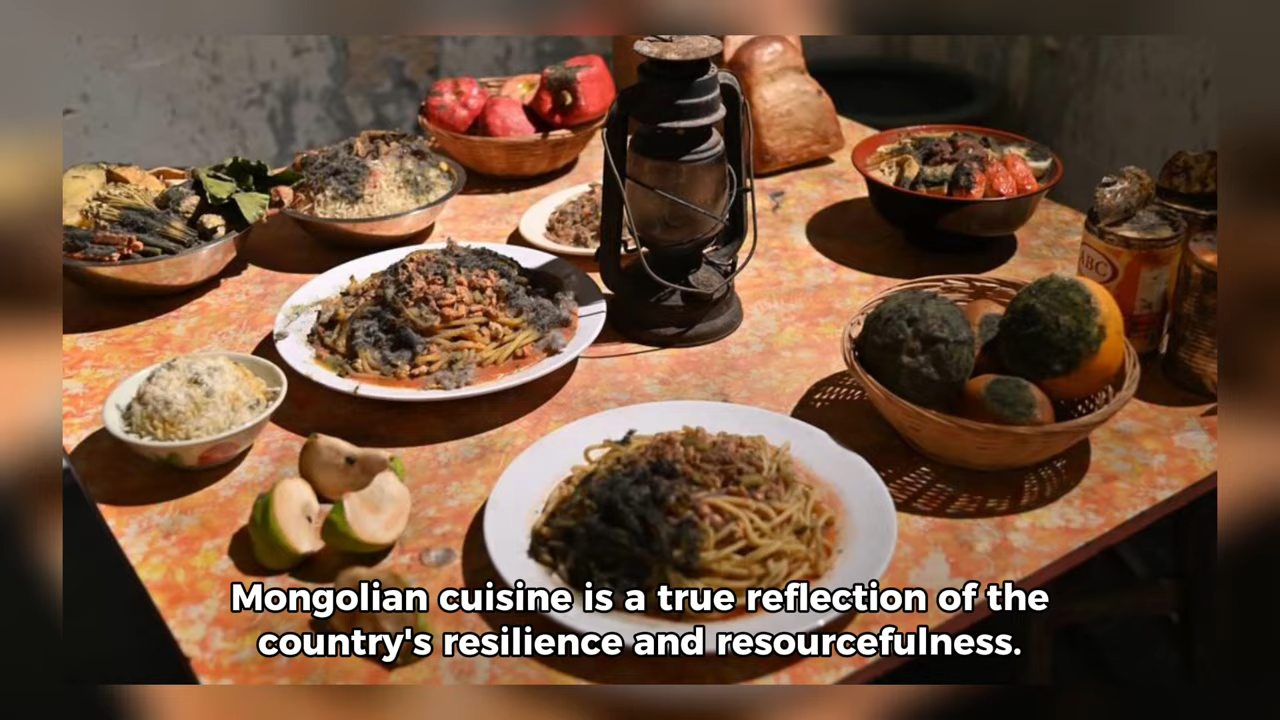 ABC
Mongolian cuisine is a true reflection of the
country's resilience and resourcefulness.